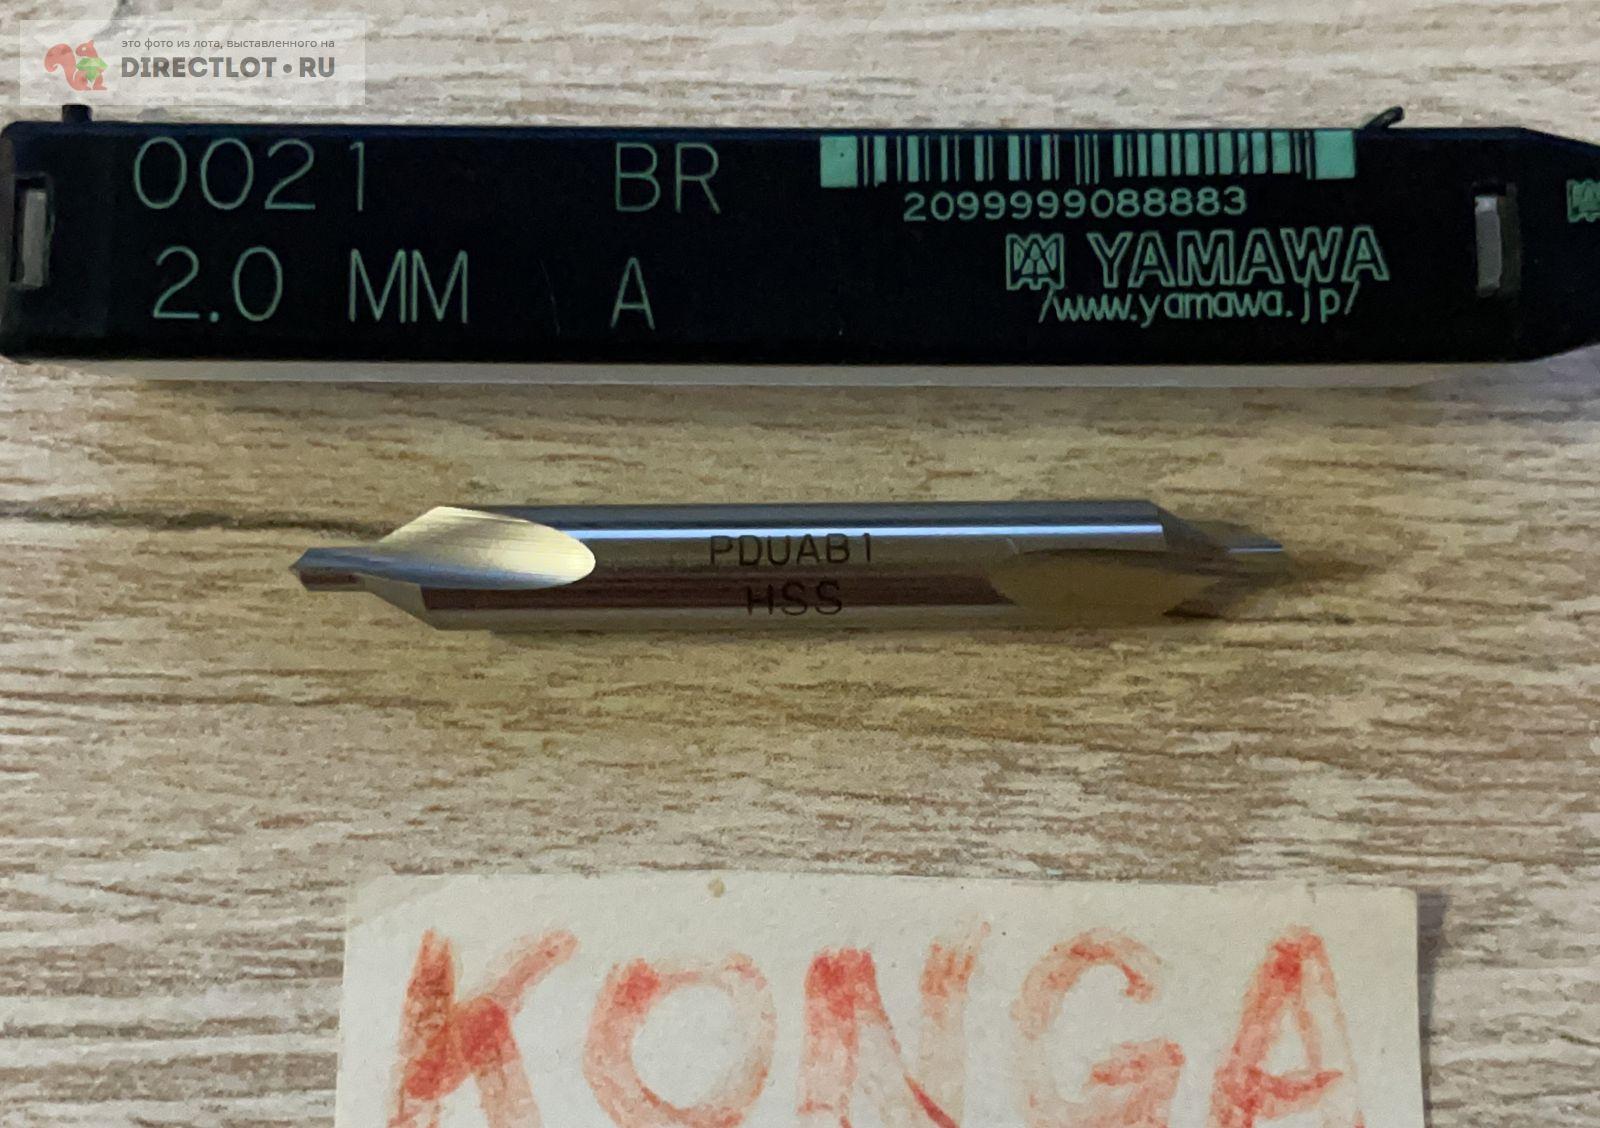 это фото из лота, выставленного на
DIRECTLOT•RU
0021 BR
2.0 MM A
2099999088883
YAMAWA
/www.yamawa.jp/
PDUAB1
HSS
KONGA